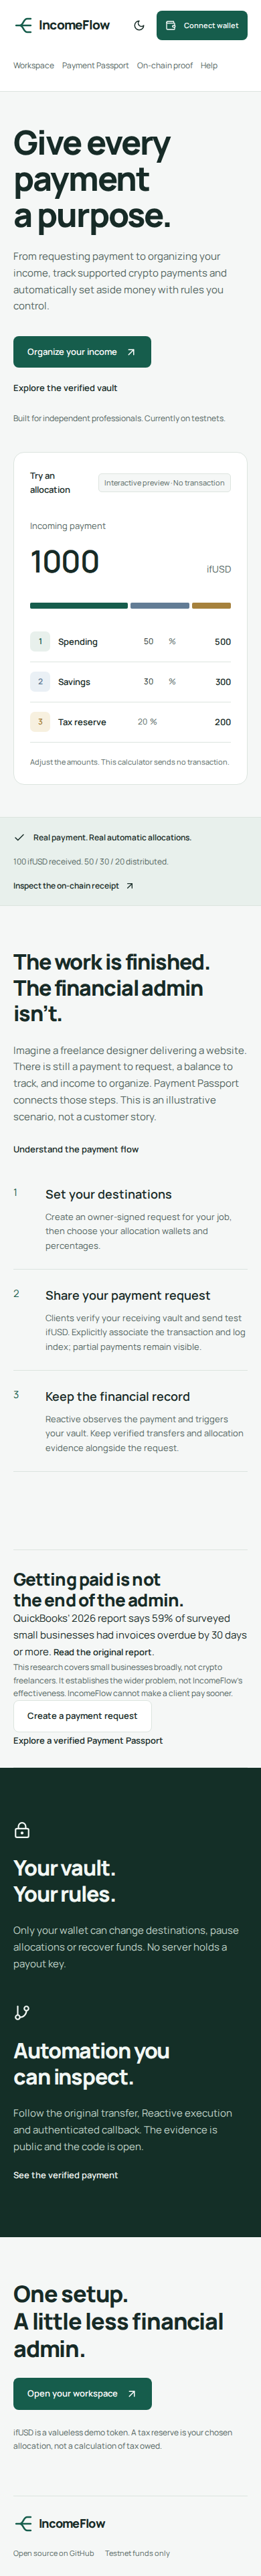 IncomeFlow
Connect wallet
Workspace Payment Passport On-chain proof Help
Give every
payment
a purpose.
From requesting payment to organizing your
income, track supported crypto payments and
automatically set aside money with rules you
control.
Organize your income
Explore the verified vault
Built for independent professionals. Currently on testnets.
Try an
allocation
Interactive preview · No transaction
Incoming payment
1000 ifUSD
1 Spending 50 % 500
2 Savings 30 % 300
3 Tax reserve 20 % 200
Adjust the amounts. This calculator sends no transaction.
Real payment. Real automatic allocations.
100 ifUSD received. 50 / 30 / 20 distributed.
Inspect the on-chain receipt
The work is finished.
The financial admin
isn’t.
Imagine a freelance designer delivering a website.
There is still a payment to request, a balance to
track, and income to organize. Payment Passport
connects those steps. This is an illustrative
scenario, not a customer story.
Understand the payment flow
1 Set your destinations
Create an owner-signed request for your job,
then choose your allocation wallets and
percentages.
2 Share your payment request
Clients verify your receiving vault and send test
ifUSD. Explicitly associate the transaction and log
index; partial payments remain visible.
3 Keep the financial record
Reactive observes the payment and triggers
your vault. Keep verified transfers and allocation
evidence alongside the request.
Getting paid is not
the end of the admin.
QuickBooks’ 2026 report says 59% of surveyed
small businesses had invoices overdue by 30 days
or more. Read the original report.
This research covers small businesses broadly, not crypto
freelancers. It establishes the wider problem, not IncomeFlow’s
effectiveness. IncomeFlow cannot make a client pay sooner.
Create a payment request
Explore a verified Payment Passport
Your vault.
Your rules.
Only your wallet can change destinations, pause
allocations or recover funds. No server holds a
payout key.
Automation you
can inspect.
Follow the original transfer, Reactive execution
and authenticated callback. The evidence is
public and the code is open.
See the verified payment
One setup.
A little less financial
admin.
Open your workspace
ifUSD is a valueless demo token. A tax reserve is your chosen
allocation, not a calculation of tax owed.
IncomeFlow
Open source on GitHub Testnet funds only